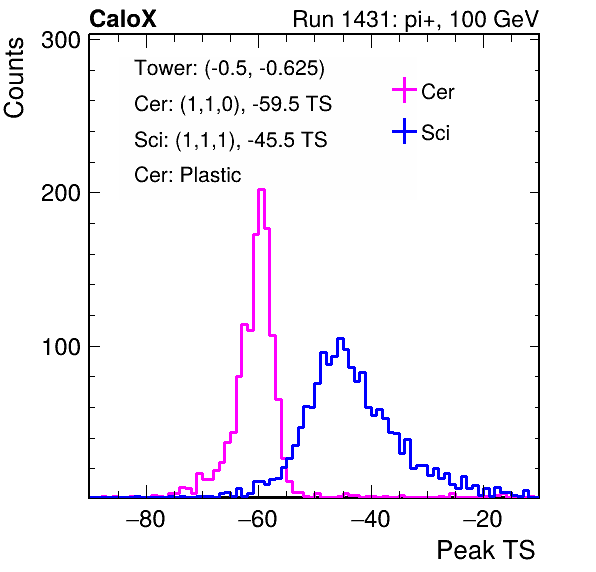 CaloX Run 1431: pi+, 100 GeV
Counts
300
200
100
Tower: (-0.5, -0.625)
Cer: (1,1,0), -59.5 TS
Sci: (1,1,1), -45.5 TS
Cer: Plastic
Cer
Sci
−80 −60 −40 −20
Peak TS